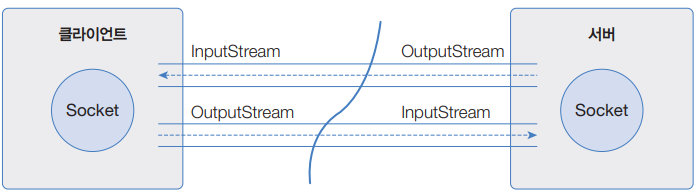 클라이언트
서버
InputStream
OutputStream
Socket
Socket
OutputStream
InputStream